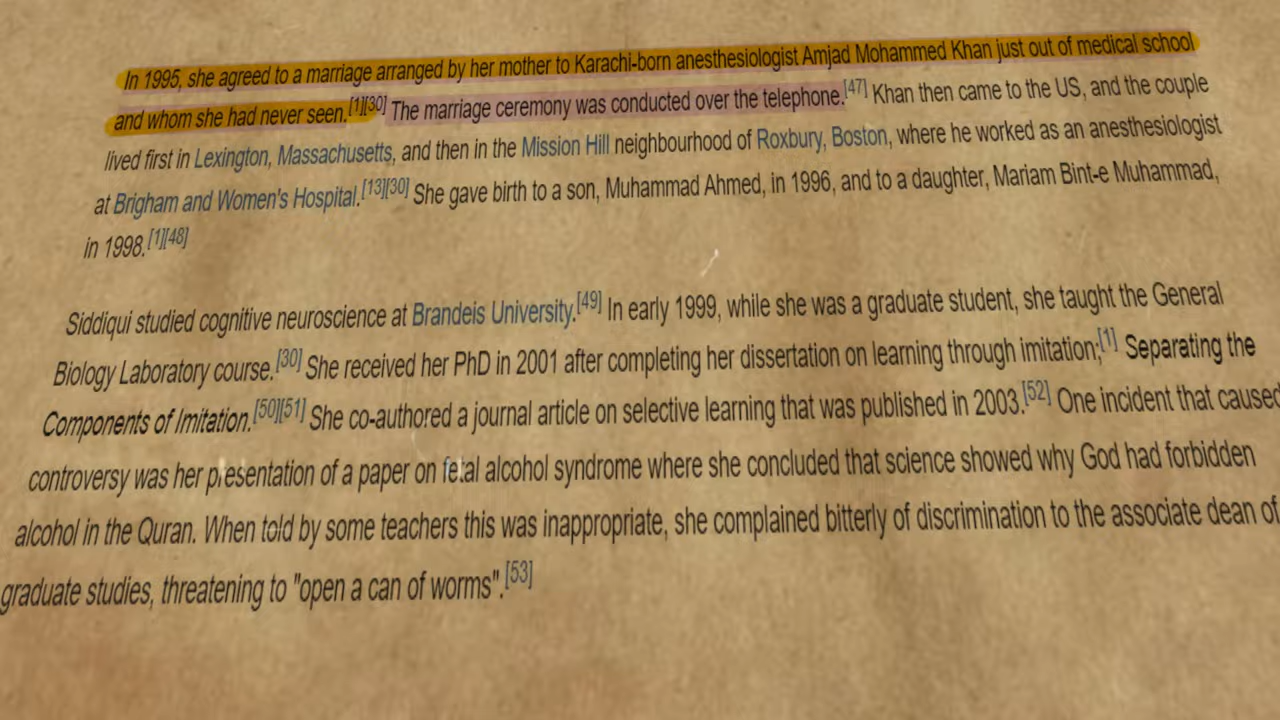 In 1995, she agreed to a marriage arranged by her mother to Karachi-born anesthesiologist Amjad Mohammed Khan just out of medical school
and whom she had never seen.[1][30] The marriage ceremony was conducted over the telephone.[47] Khan then came to the US, and the couple
lived first in Lexington, Massachusetts, and then in the Mission Hill neighbourhood of Roxbury, Boston, where he worked as an anesthesiologist
at Brigham and Women's Hospital.[13][30] She gave birth to a son, Muhammad Ahmed, in 1996, and to a daughter, Mariam Bint-e Muhammad,
in 1998.[1][48]
Siddiqui studied cognitive neuroscience at Brandeis University.[49] In early 1999, while she was a graduate student, she taught the General
Biology Laboratory course.[30] She received her PhD in 2001 after completing her dissertation on learning through imitation;[1] Separating the
Components of Imitation.[50][51] She co-authored a journal article on selective learning that was published in 2003.[52] One incident that caused
controversy was her presentation of a paper on fetal alcohol syndrome where she concluded that science showed why God had forbidden
alcohol in the Quran. When told by some teachers this was inappropriate, she complained bitterly of discrimination to the associate dean of
graduate studies, threatening to "open a can of worms".[53]